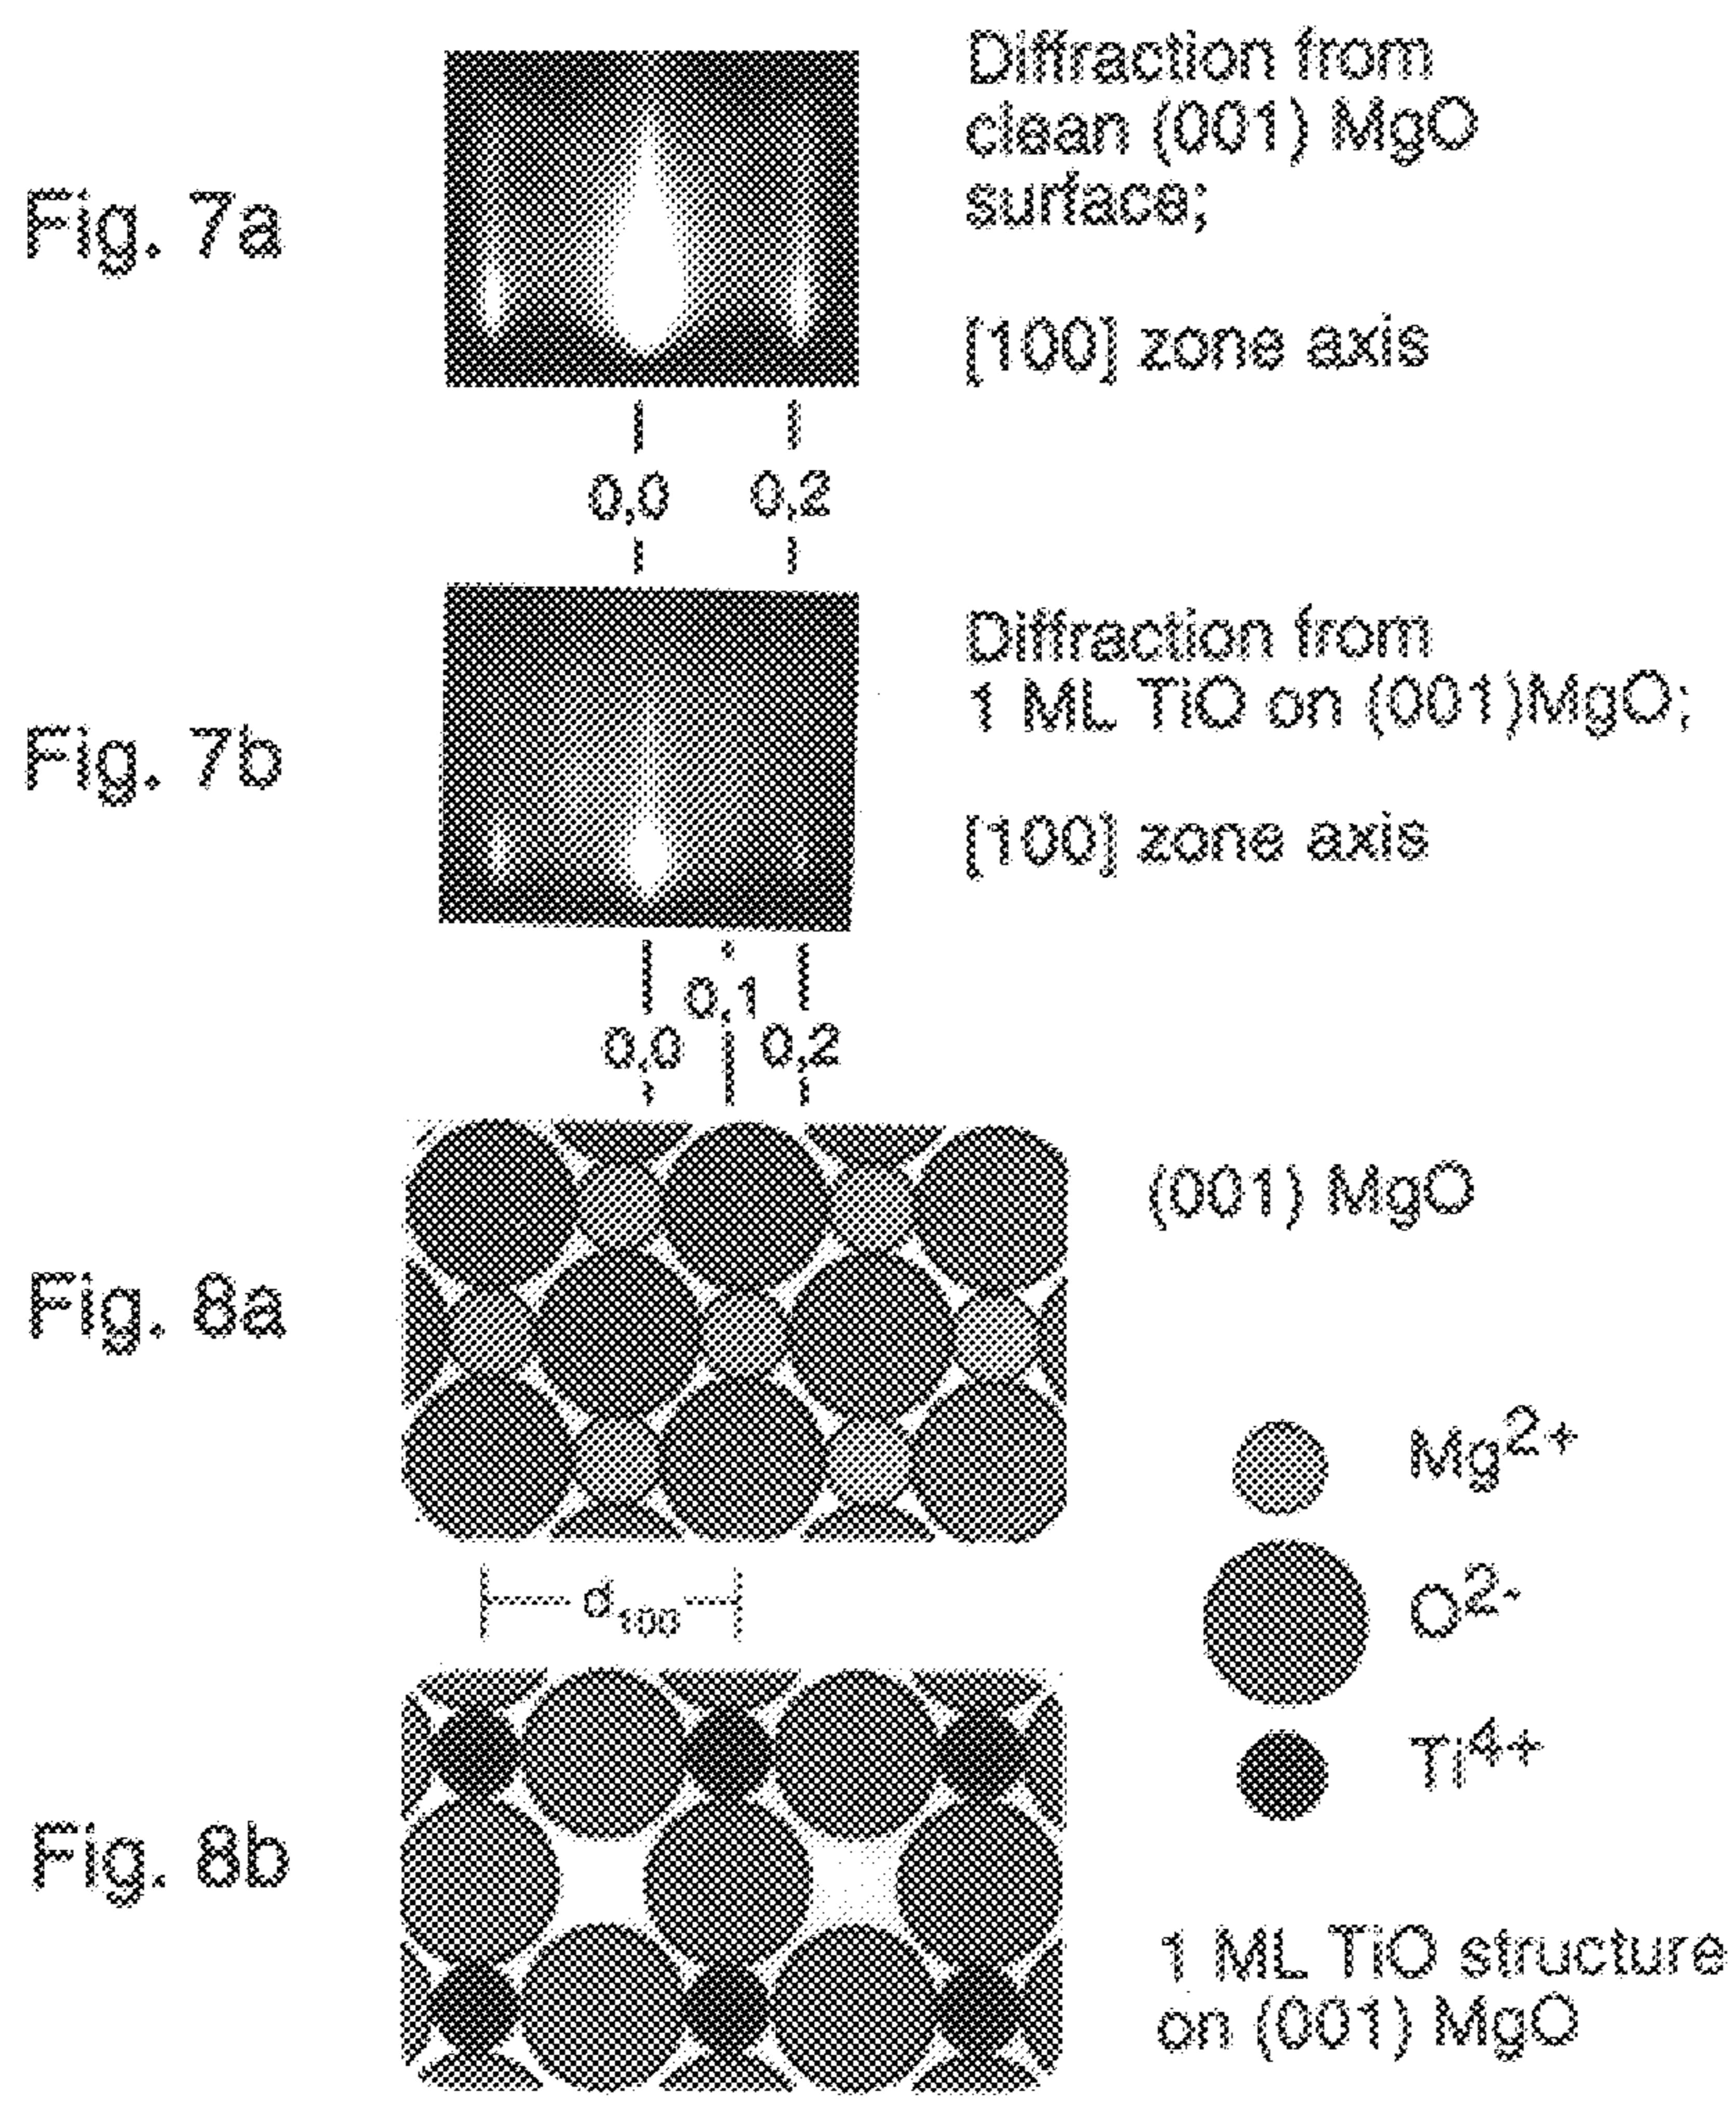 Fig. 7a
Diffraction from
clean (001) MgO
surface;
[100] zone axis
0,0 0,2
Fig. 7b
Diffraction from
1 ML TiO on (001)MgO;
[100] zone axis
0,1
0,0 0,2
Fig. 8a
(001) MgO
Mg2+
O2-
Ti4+
d100
Fig. 8b
1 ML TiO structure
on (001) MgO